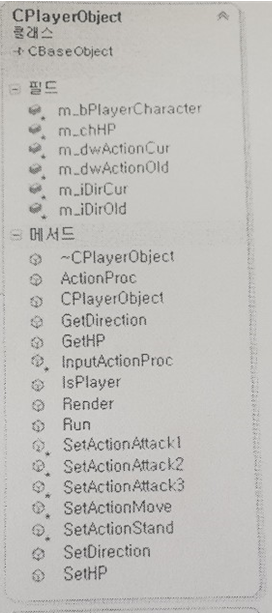 CPlayerObject
클래스
CBaseObject
필드
m_bPlayerCharacter
m_chHP
m_dwActionCur
m_dwActionOld
m_iDirCur
m_iDirOld
메서드
~CPlayerObject
ActionProc
CPlayerObject
GetDirection
GetHP
InputActionProc
IsPlayer
Render
Run
SetActionAttack1
SetActionAttack2
SetActionAttack3
SetActionMove
SetActionStand
SetDirection
SetHP